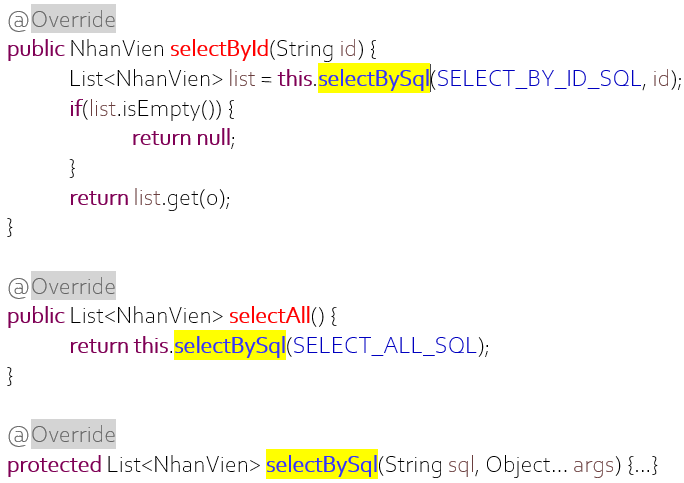 @Override
public NhanVien selectById(String id) {
List<NhanVien> list = this.selectBySql(SELECT_BY_ID_SQL, id);
if(list.isEmpty()) {
return null;
}
return list.get(0);
}
@Override
public List<NhanVien> selectAll() {
return this.selectBySql(SELECT_ALL_SQL);
}
@Override
protected List<NhanVien> selectBySql(String sql, Object... args) {...}